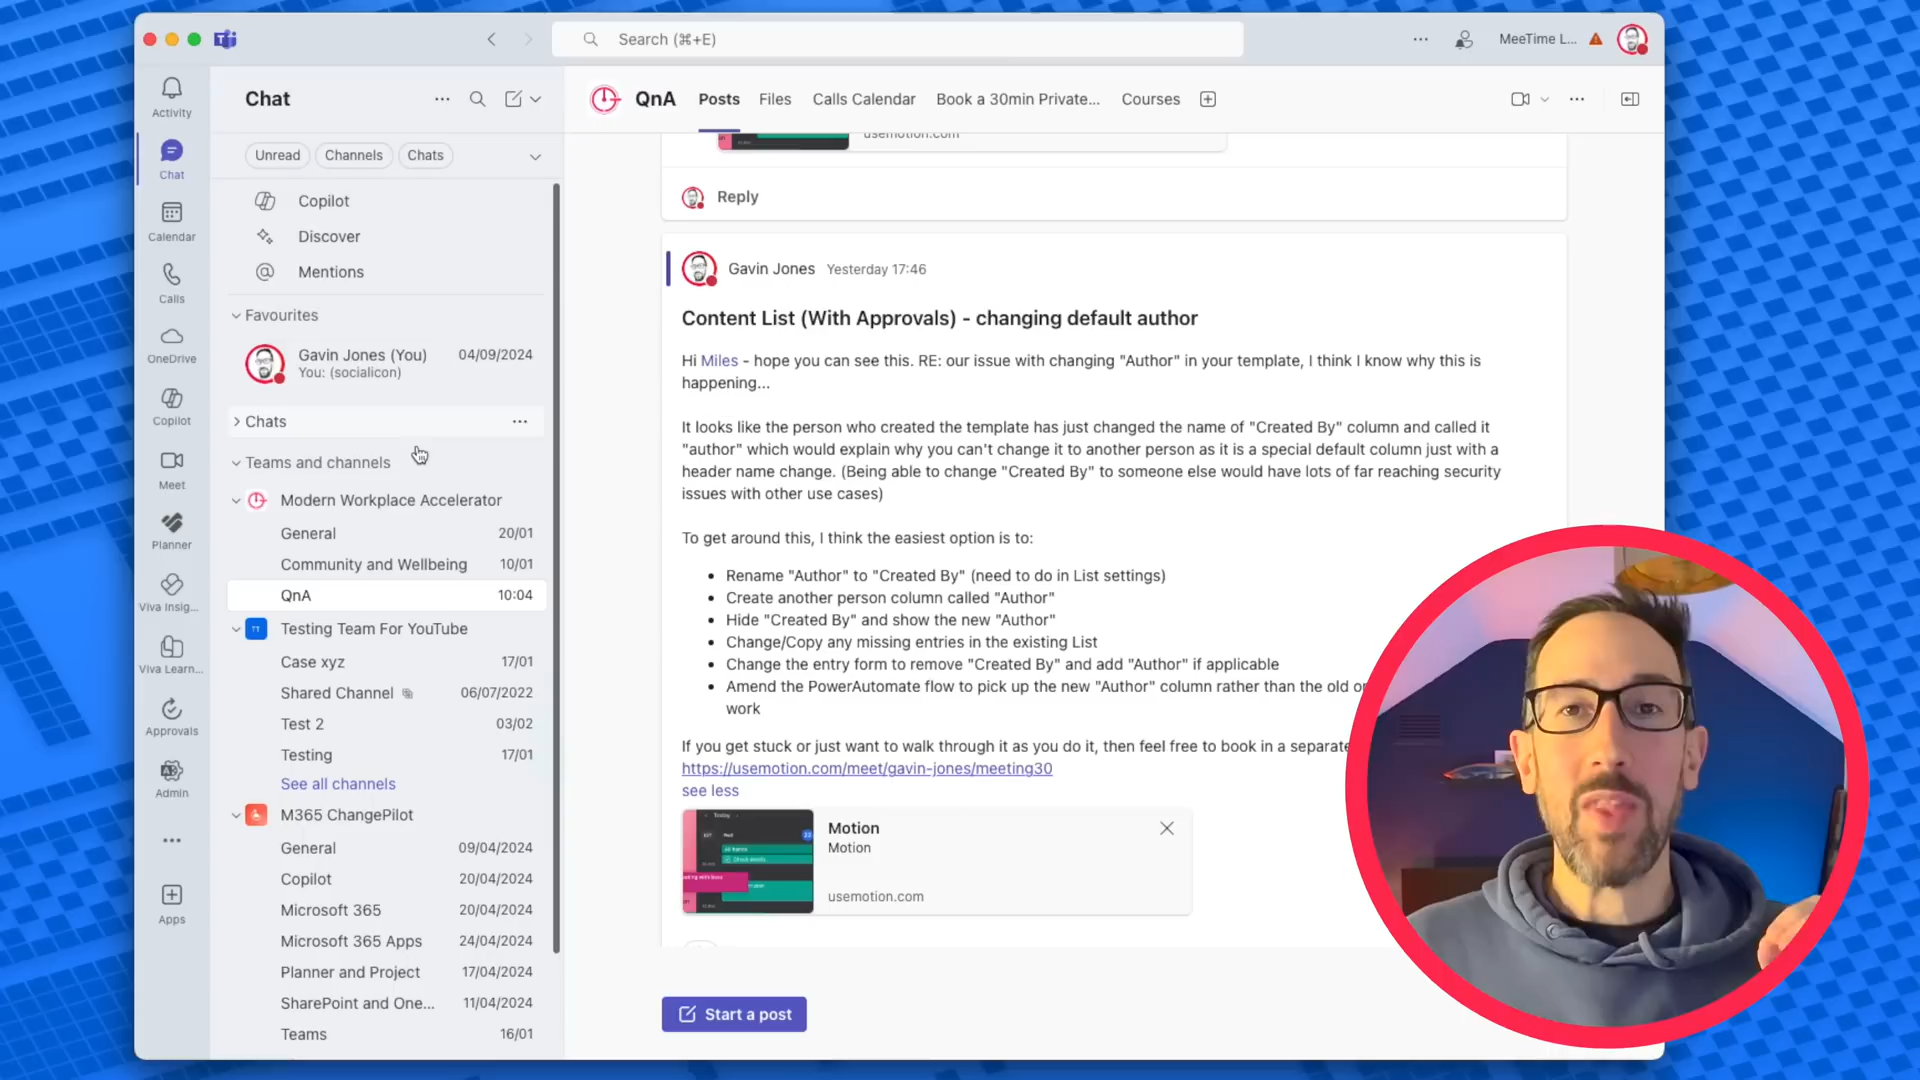 Search (⌘+E)
MeeTime L...
Activity
Chat
Calendar
Calls
OneDrive
Copilot
Meet
Planner
Viva Insig...
Viva Learn...
Approvals
Admin
Apps
Chat
Unread
Channels
Chats
Copilot
Discover
Mentions
Favourites
Gavin Jones (You) 04/09/2024
You: (socialicon)
Chats
Teams and channels
Modern Workplace Accelerator
General 20/01
Community and Wellbeing 10/01
QnA 10:04
Testing Team For YouTube
Case xyz 17/01
Shared Channel 06/07/2022
Test 2 03/02
Testing 17/01
See all channels
M365 ChangePilot
General 09/04/2024
Copilot 20/04/2024
Microsoft 365 20/04/2024
Microsoft 365 Apps 24/04/2024
Planner and Project 17/04/2024
SharePoint and One... 11/04/2024
Teams 16/01
QnA Posts Files Calls Calendar Book a 30min Private... Courses
usemotion.com
Reply
Gavin Jones Yesterday 17:46
Content List (With Approvals) - changing default author
Hi Miles - hope you can see this. RE: our issue with changing "Author" in your template, I think I know why this is
happening...
It looks like the person who created the template has just changed the name of "Created By" column and called it
"author" which would explain why you can't change it to another person as it is a special default column just with a
header name change. (Being able to change "Created By" to someone else would have lots of far reaching security
issues with other use cases)
To get around this, I think the easiest option is to:
• Rename "Author" to "Created By" (need to do in List settings)
• Create another person column called "Author"
• Hide "Created By" and show the new "Author"
• Change/Copy any missing entries in the existing List
• Change the entry form to remove "Created By" and add "Author" if applicable
• Amend the PowerAutomate flow to pick up the new "Author" column rather than the old
work
If you get stuck or just want to walk through it as you do it, then feel free to book in a separate
https://usemotion.com/meet/gavin-jones/meeting30
see less
Motion
Motion
usemotion.com
Start a post